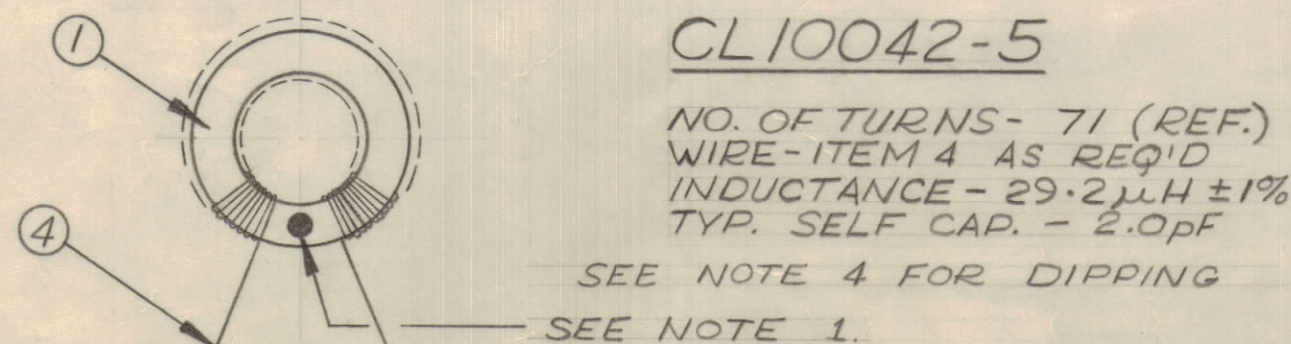 1
CL10042-5
NO. OF TURNS- 71 (REF.)
WIRE-ITEM 4 AS REQ'D
INDUCTANCE - 29.2µH ±1%
TYP. SELF CAP. - 2.0pF
4
SEE NOTE 4 FOR DIPPING
SEE NOTE 1.